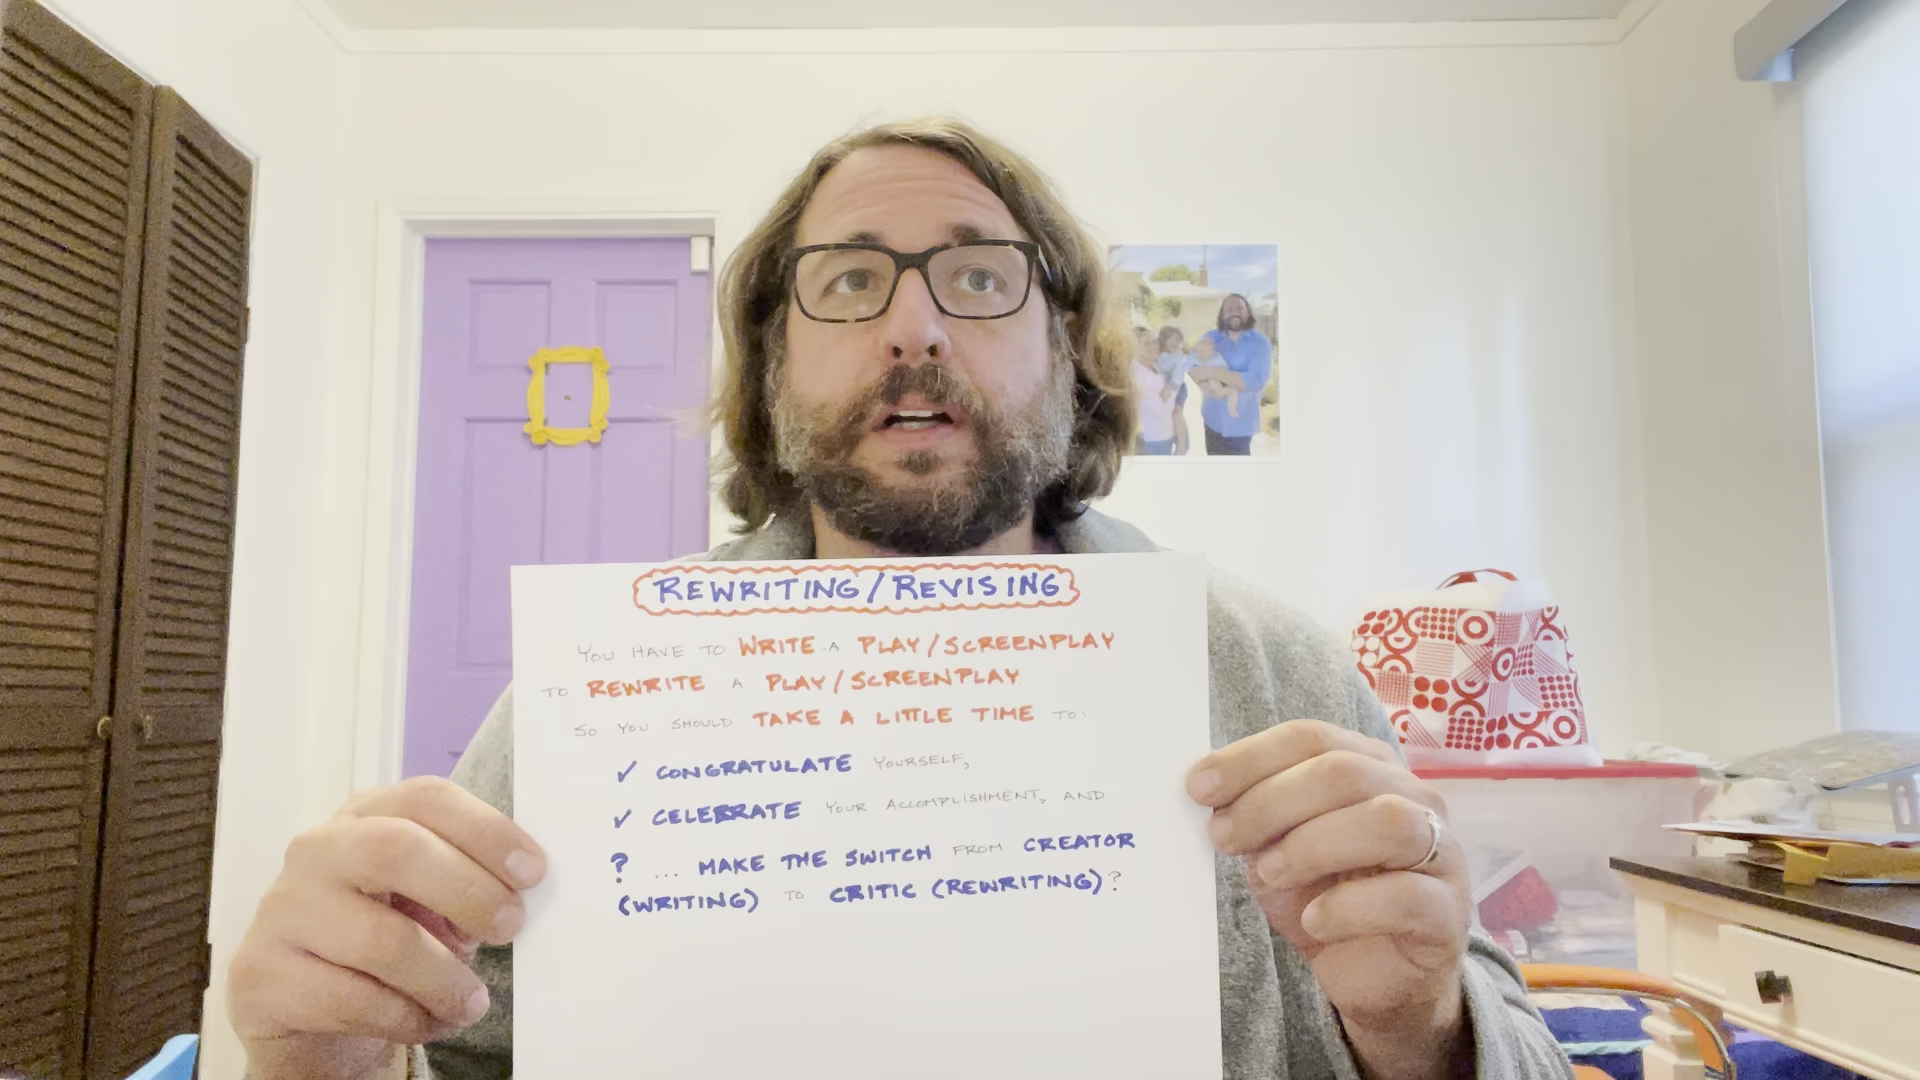 REWRITING/REVISING
YOU HAVE TO WRITE A PLAY/SCREENPLAY
TO REWRITE A PLAY/SCREENPLAY
SO YOU SHOULD TAKE A LITTLE TIME TO:
✓ CONGRATULATE YOURSELF,
✓ CELEBRATE YOUR ACCOMPLISHMENT, AND
? ... MAKE THE SWITCH FROM CREATOR
(WRITING) TO CRITIC (REWRITING)?